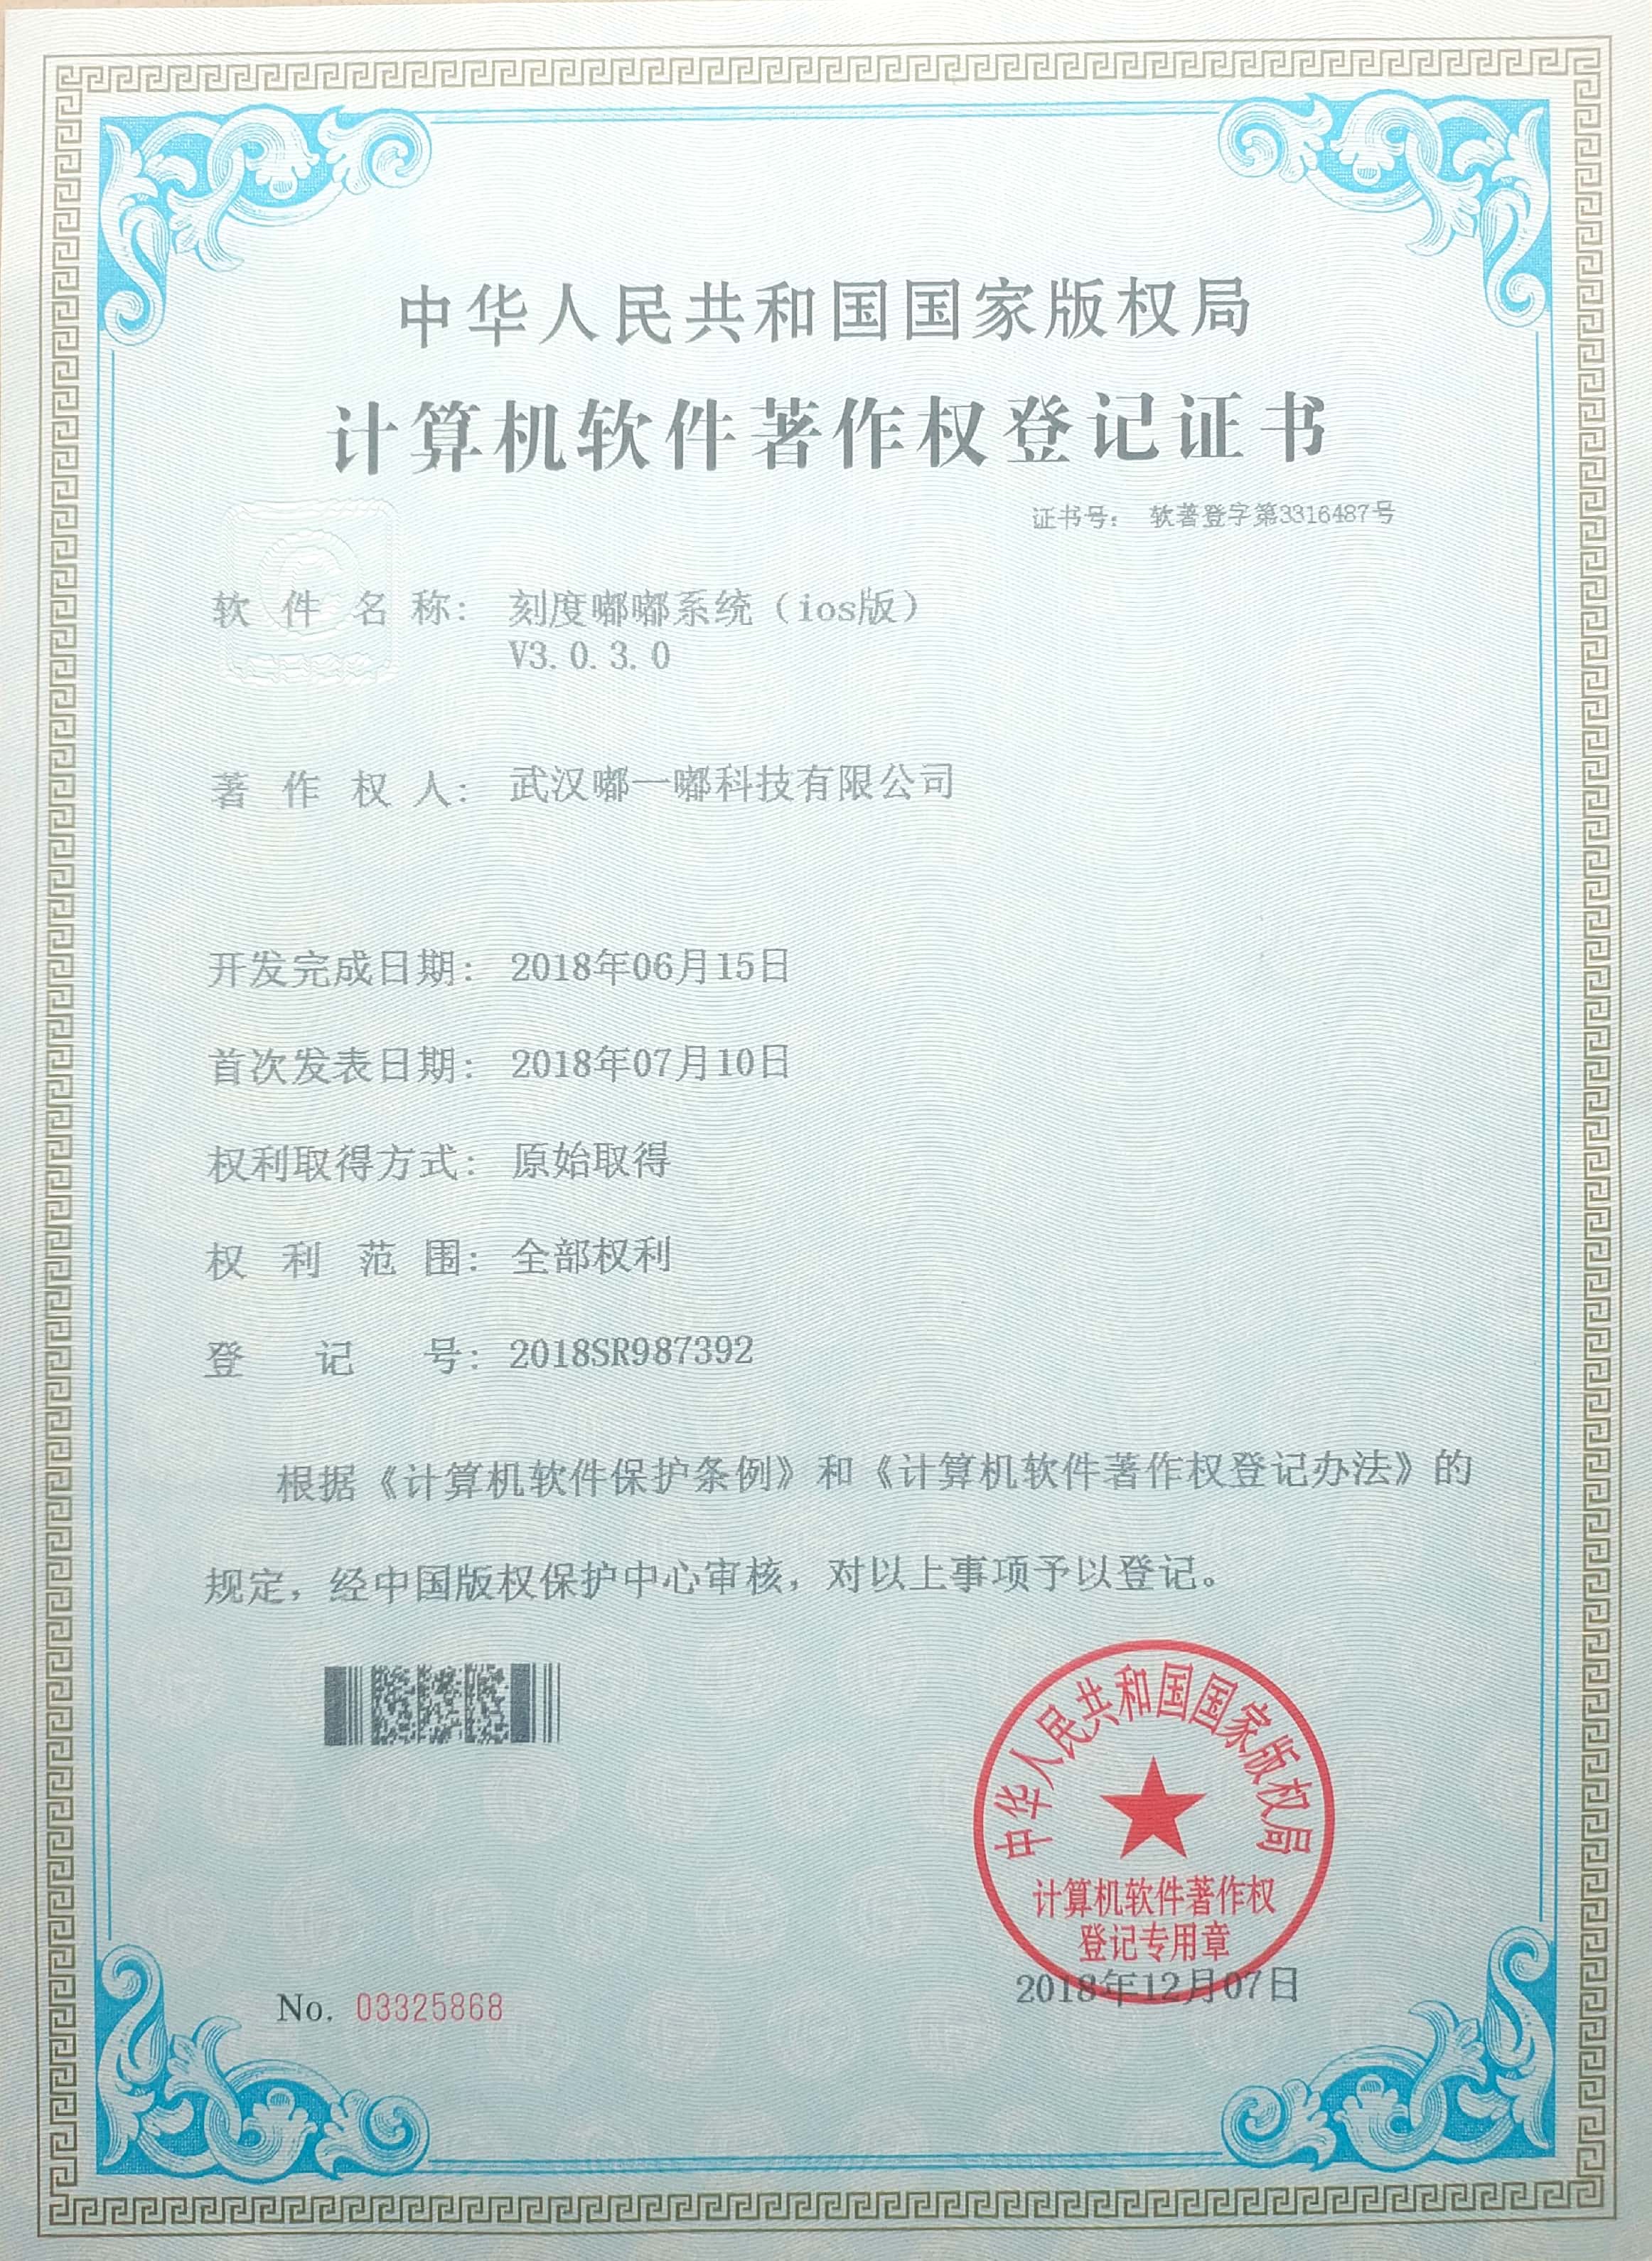 中华人民共和国国家版权局
计算机软件著作权登记证书
证书号： 软著登字第3316487号
软件名称： 刻度嘟嘟系统（ios版）
V3.0.3.0
著作权人： 武汉嘟一嘟科技有限公司
开发完成日期： 2018年06月15日
首次发表日期： 2018年07月10日
权利取得方式： 原始取得
权利范围： 全部权利
登记号： 2018SR987392
根据《计算机软件保护条例》和《计算机软件著作权登记办法》的
规定，经中国版权保护中心审核，对以上事项予以登记。
中华人民共和国国家版权局
计算机软件著作权
登记专用章
2018年12月07日
No. 03325868